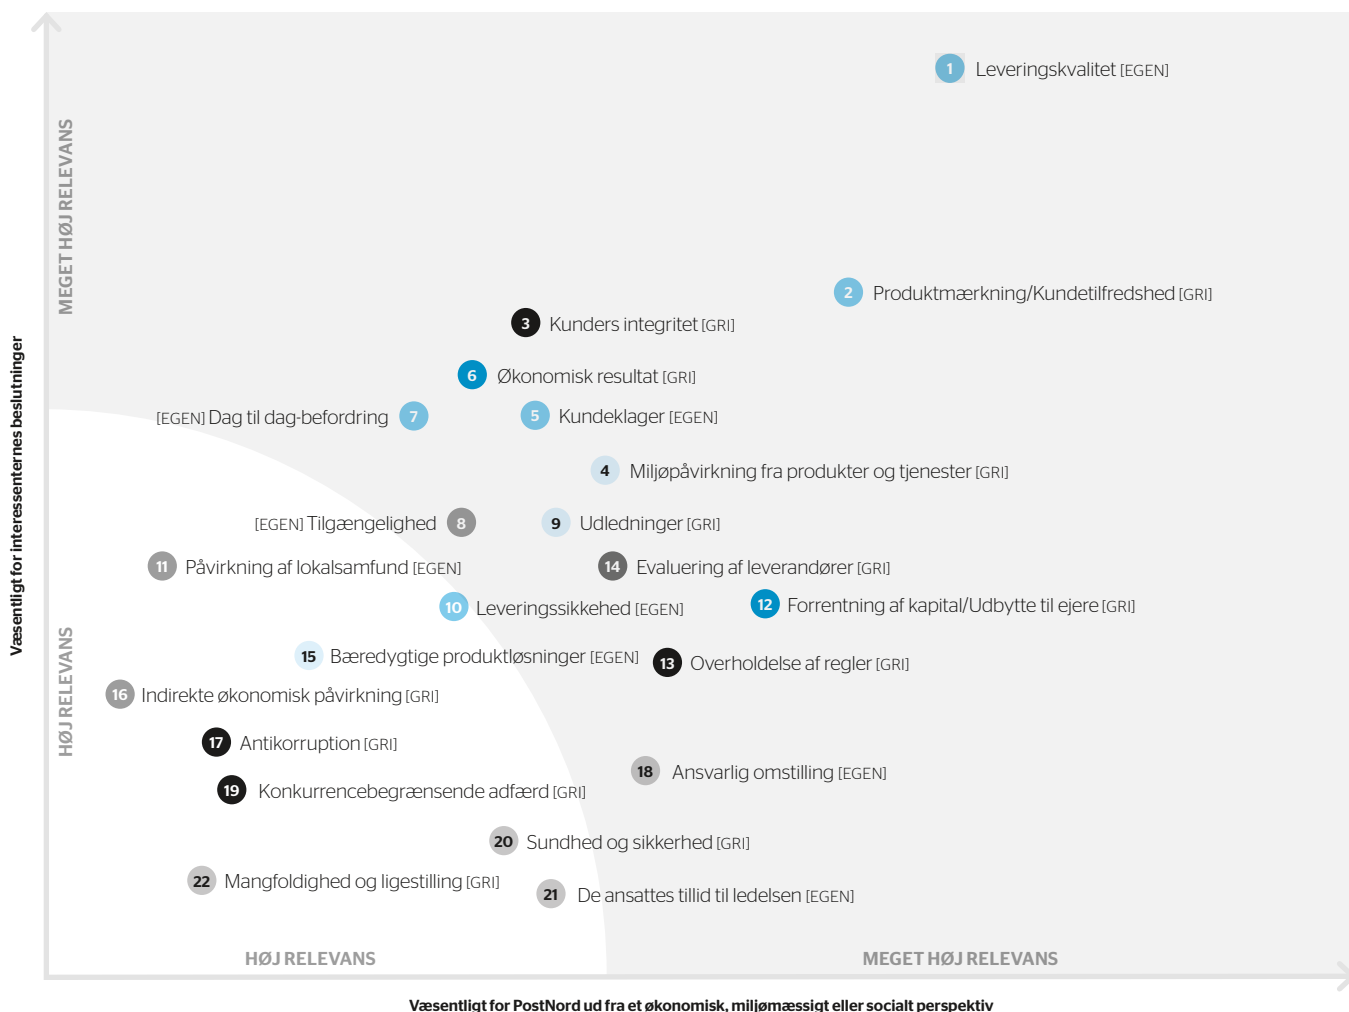 1 Leveringskvalitet [EGEN]
MEGET HØJ RELEVANS
2 Produktmærkning/Kundetilfredshed [GRI]
3 Kunders integritet [GRI]
6 Økonomisk resultat [GRI]
[EGEN] Dag til dag-befordring 7
5 Kundeklager [EGEN]
4 Miljøpåvirkning fra produkter og tjenester [GRI]
Væsentligt for interessenternes beslutninger
[EGEN] Tilgængelighed 8
9 Udledninger [GRI]
11 Påvirkning af lokalsamfund [EGEN]
14 Evaluering af leverandører [GRI]
10 Leveringssikkehed [EGEN]
12 Forrentning af kapital/Udbytte til ejere [GRI]
15 Bæredygtige produktløsninger [EGEN]
13 Overholdelse af regler [GRI]
HØJ RELEVANS
16 Indirekte økonomisk påvirkning [GRI]
17 Antikorruption [GRI]
18 Ansvarlig omstilling [EGEN]
19 Konkurrencebegrænsende adfærd [GRI]
20 Sundhed og sikkerhed [GRI]
22 Mangfoldighed og ligestilling [GRI]
21 De ansattes tillid til ledelsen [EGEN]
HØJ RELEVANS
MEGET HØJ RELEVANS
Væsentligt for PostNord ud fra et økonomisk, miljømæssigt eller socialt perspektiv